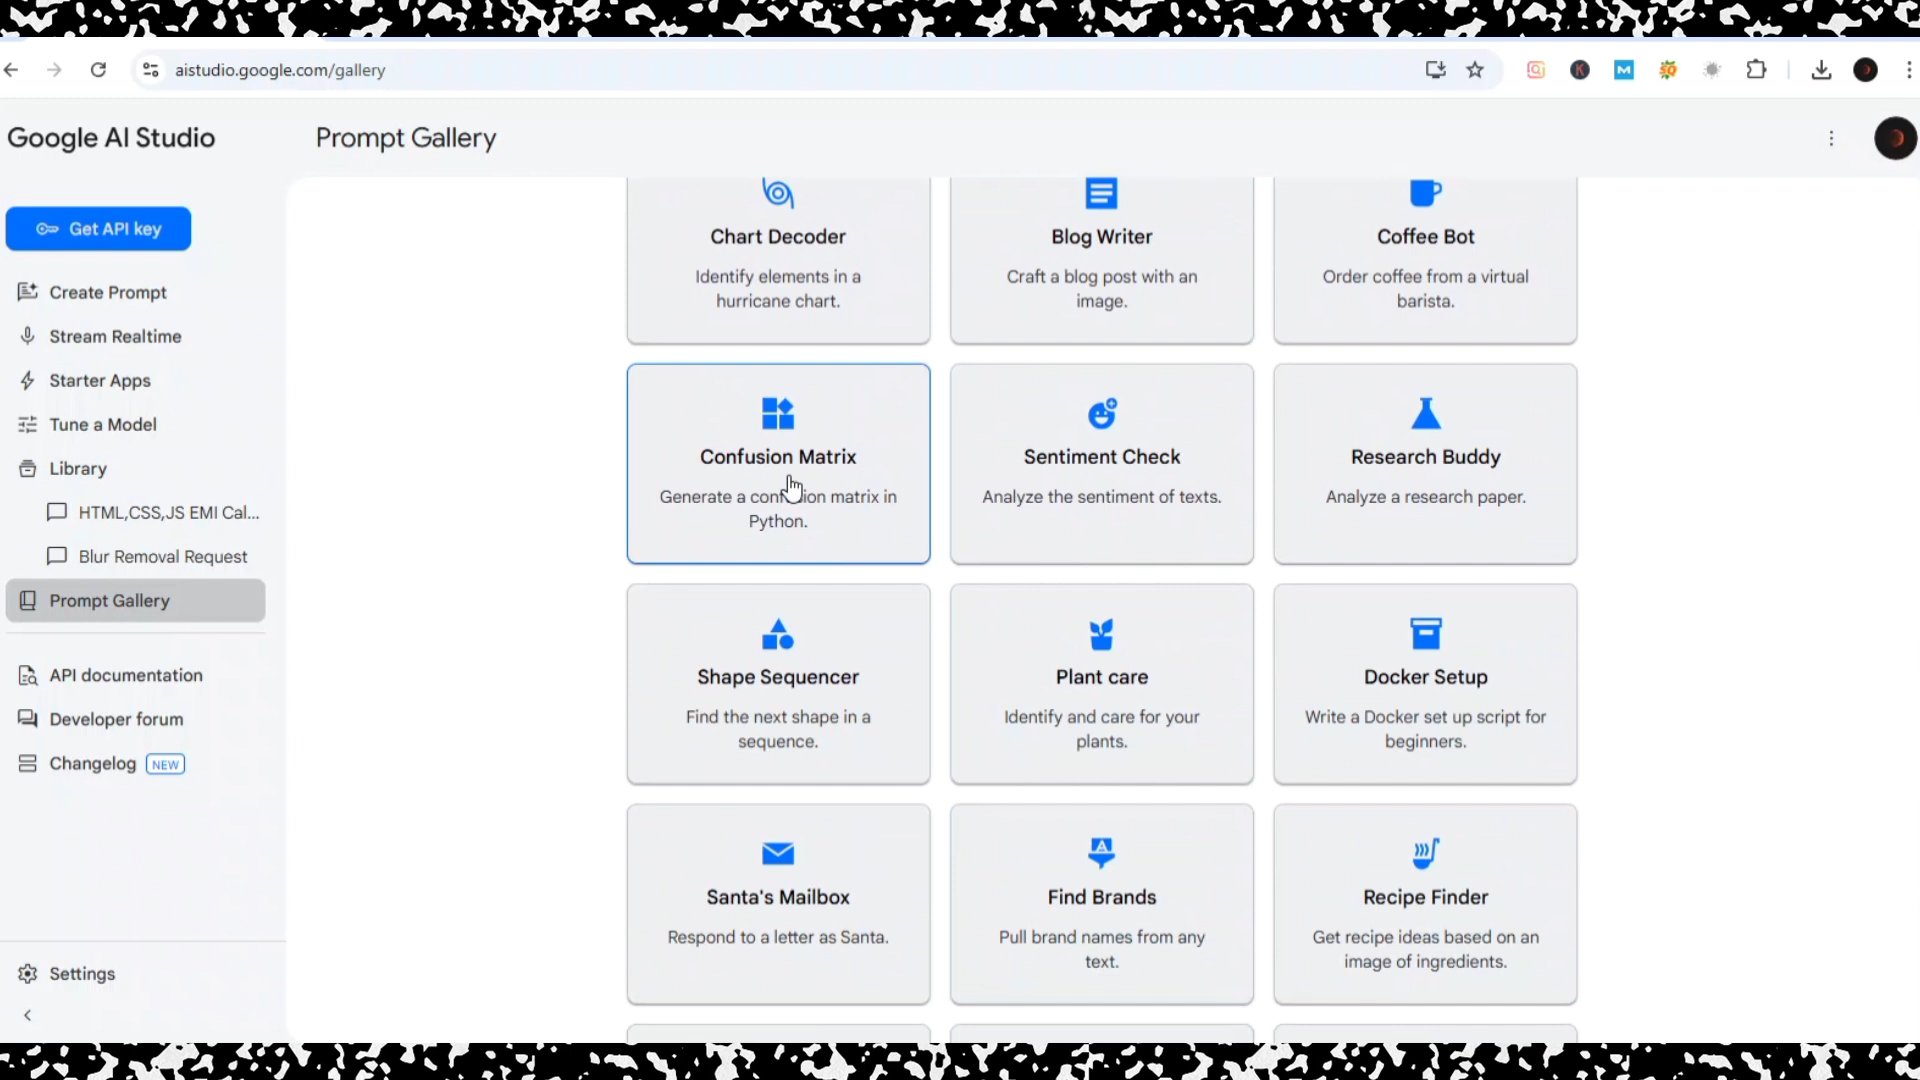 aistudio.google.com/gallery
Google AI Studio
Prompt Gallery
Get API key
Create Prompt
Stream Realtime
Starter Apps
Tune a Model
Library
HTML,CSS,JS EMI Cal...
Blur Removal Request
Prompt Gallery
API documentation
Developer forum
Changelog NEW
Settings
Chart Decoder
Identify elements in a
hurricane chart.
Blog Writer
Craft a blog post with an
image.
Coffee Bot
Order coffee from a virtual
barista.
Confusion Matrix
Generate a confusion matrix in
Python.
Sentiment Check
Analyze the sentiment of texts.
Research Buddy
Analyze a research paper.
Shape Sequencer
Find the next shape in a
sequence.
Plant care
Identify and care for your
plants.
Docker Setup
Write a Docker set up script for
beginners.
Santa's Mailbox
Respond to a letter as Santa.
Find Brands
Pull brand names from any
text.
Recipe Finder
Get recipe ideas based on an
image of ingredients.